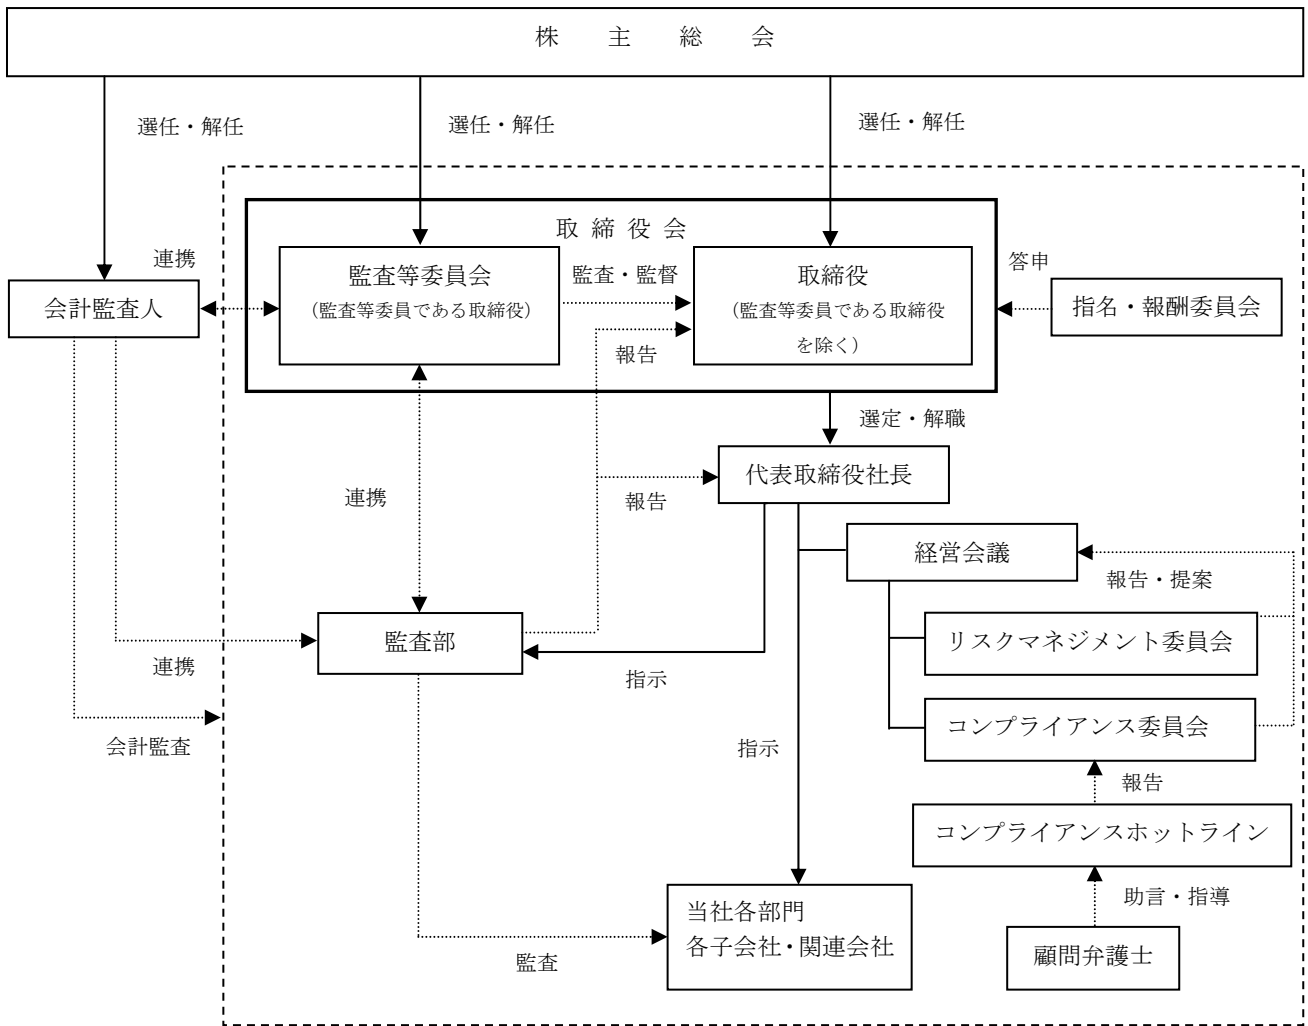 株　主　総　会
選任・解任
選任・解任
選任・解任
取 締 役 会
連携
監査等委員会
（監査等委員である取締役）
監査・監督
取締役
（監査等委員である取締役
を除く）
答申
会計監査人
指名・報酬委員会
報告
選定・解職
代表取締役社長
連携
報告
経営会議
報告・提案
監査部
リスクマネジメント委員会
連携
指示
会計監査
コンプライアンス委員会
指示
報告
コンプライアンスホットライン
助言・指導
当社各部門
各子会社・関連会社
監査
顧問弁護士